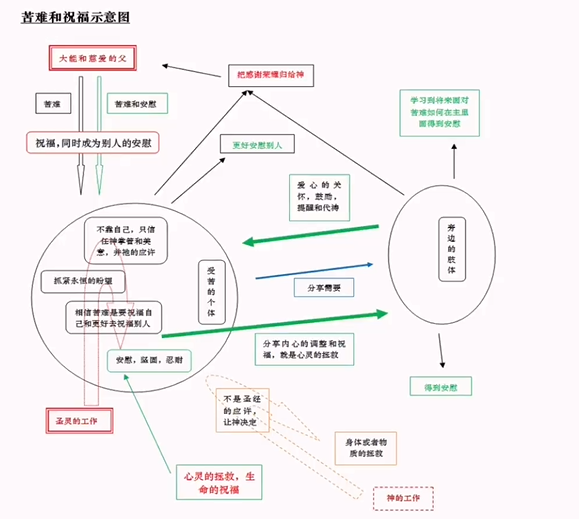 苦难和祝福示意图
大能和慈爱的父
把感谢荣耀归给神
苦难
苦难和安慰
学习到将来面对
苦难如何在主里
面得到安慰
祝福,同时成为别人的安慰
更好安慰别人
爱心的关
怀，鼓励，
提醒和代祷
不靠自己，只信
任神掌管和美
意，并祂的应许
受苦的个体
旁边的肢体
抓紧永恒的盼望
分享需要
相信苦难是要祝福自
己和更好去祝福别人
分享内心的调整和祝
福，就是心灵的拯救
安慰，坚固，忍耐
得到安慰
不是圣经
的应许，
让神决定
圣灵的工作
身体或者物
质的拯救
心灵的拯救，生
命的祝福
神的工作